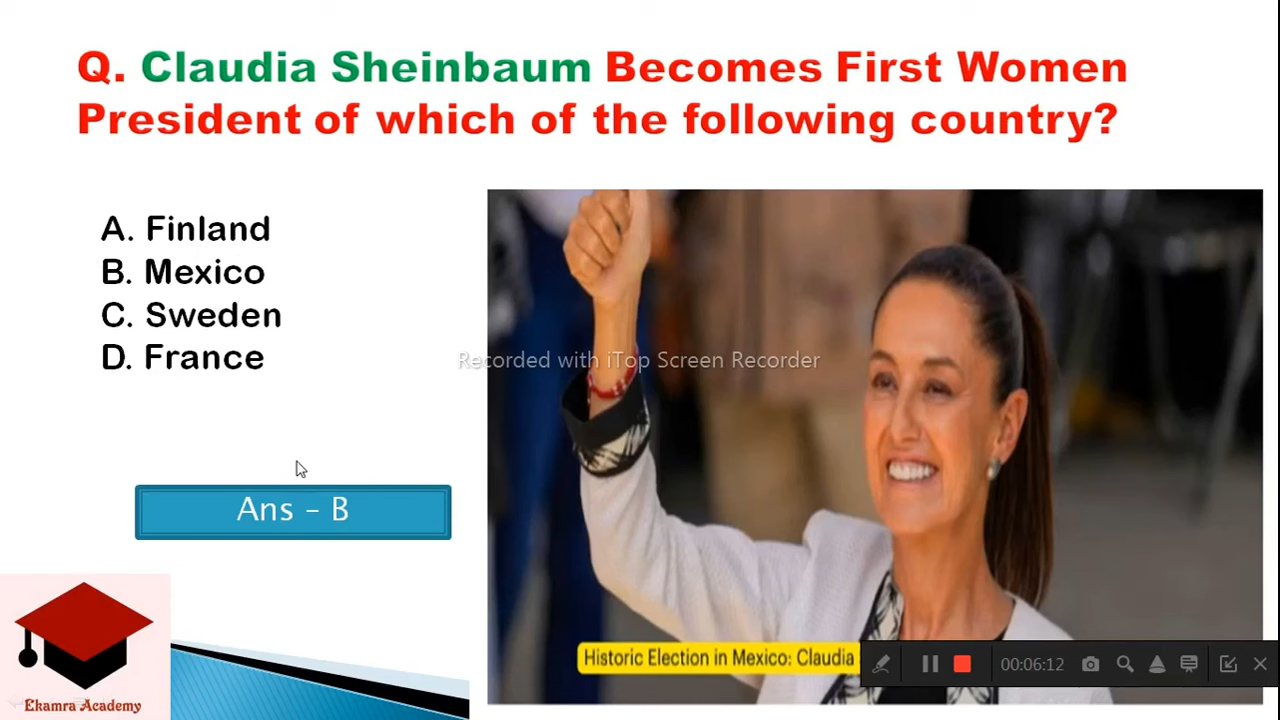 Q. Claudia Sheinbaum Becomes First Women
President of which of the following country?
A. Finland
B. Mexico
C. Sweden
D. France
Recorded with iTop Screen Recorder
Ans – B
Historic Election in Mexico: Claudia
00:06:12
Ekamra Academy